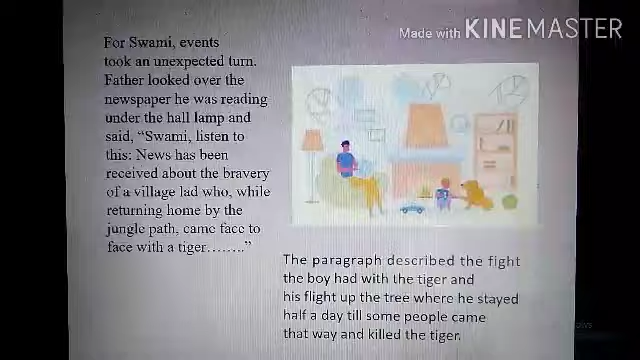 Made with KINEMASTER
For Swami, events
took an unexpected turn.
Father looked over the
newspaper he was reading
under the hall lamp and
said, “Swami, listen to
this: News has been
received about the bravery
of a village lad who, while
returning home by the
jungle path, came face to
face with a tiger……..”
The paragraph described the fight
the boy had with the tiger and
his flight up the tree where he stayed
half a day till some people came
that way and killed the tiger.